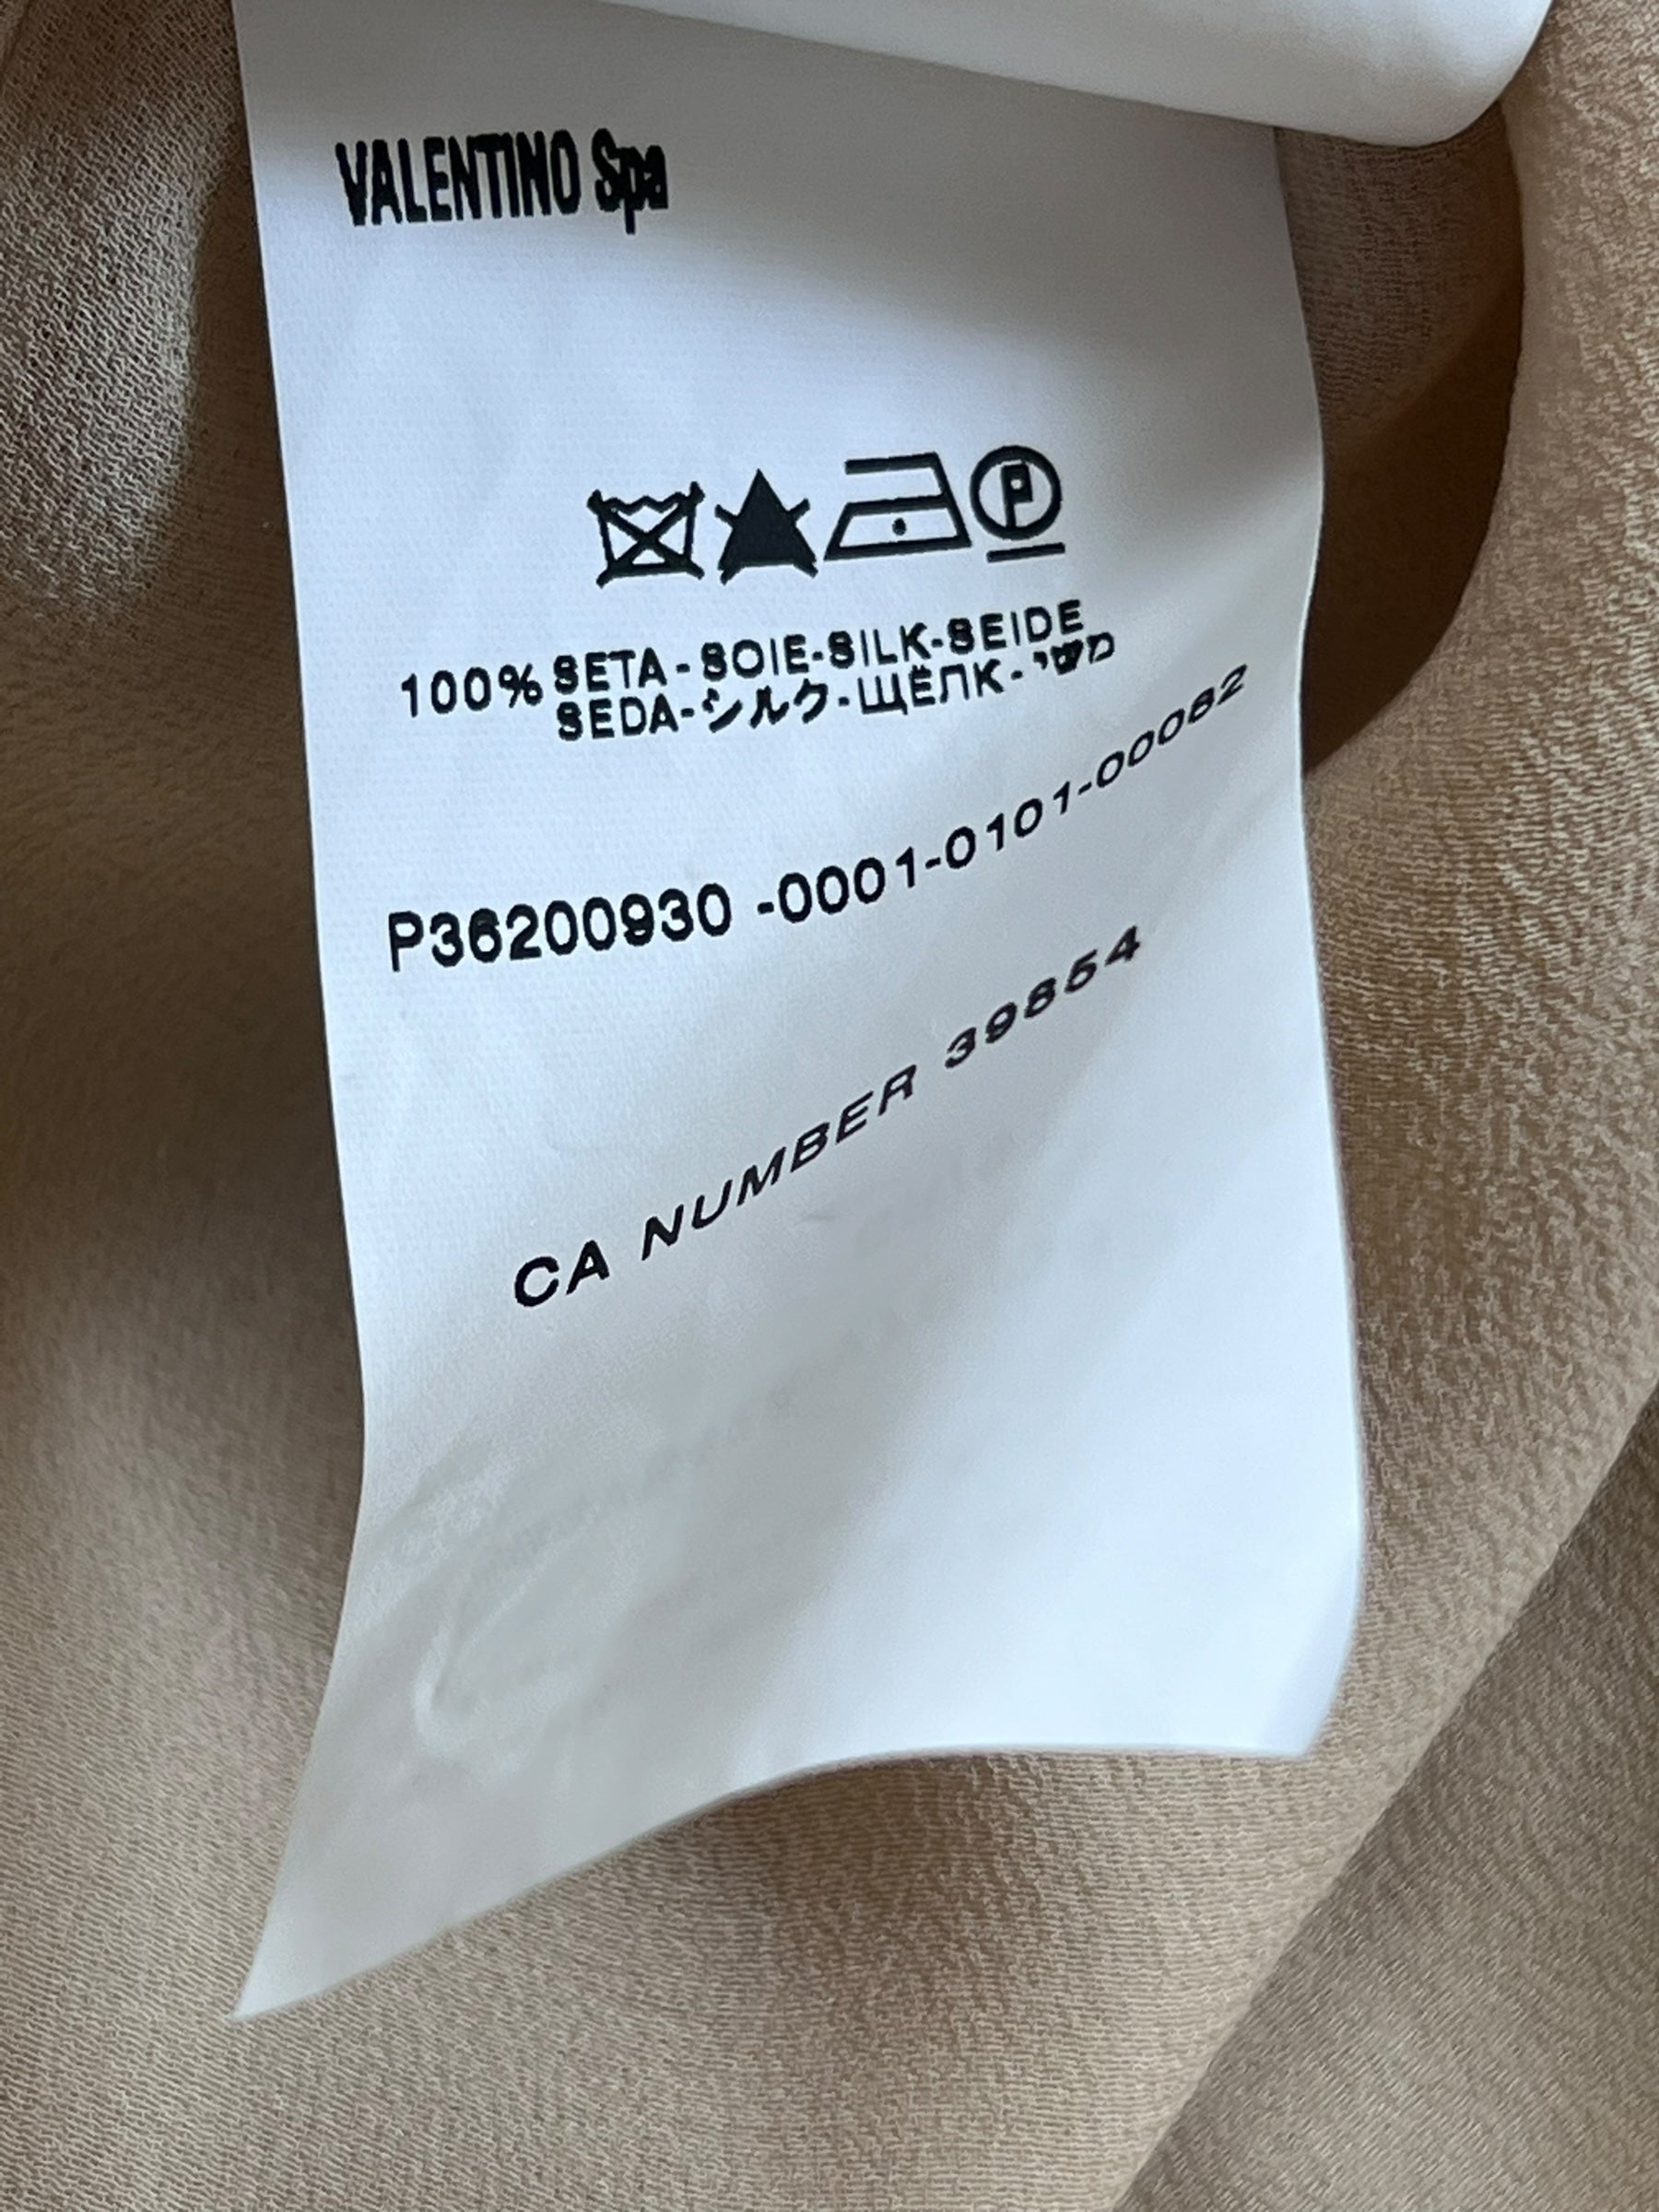 VALENTINO Spa
100% SETA-SOIE-SILK-SEIDE
SEDA-シルク-ЩЁЛК-משי
P36200930 -0001-0101-00082
CA NUMBER 39854